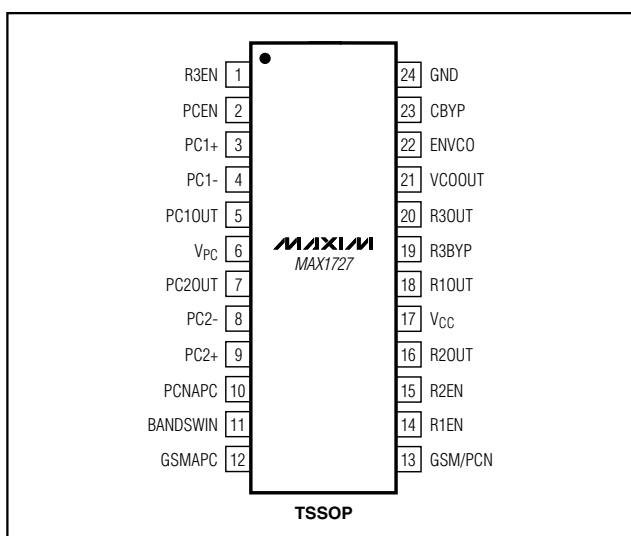 R3EN 1
PCEN 2
PC1+ 3
PC1- 4
PC1OUT 5
VPC 6
PC2OUT 7
PC2- 8
PC2+ 9
PCNAPC 10
BANDSWIN 11
GSMAPC 12
MAXIM
MAX1727
24 GND
23 CBYP
22 ENVCO
21 VCOOUT
20 R3OUT
19 R3BYP
18 R1OUT
17 VCC
16 R2OUT
15 R2EN
14 R1EN
13 GSM/PCN
TSSOP